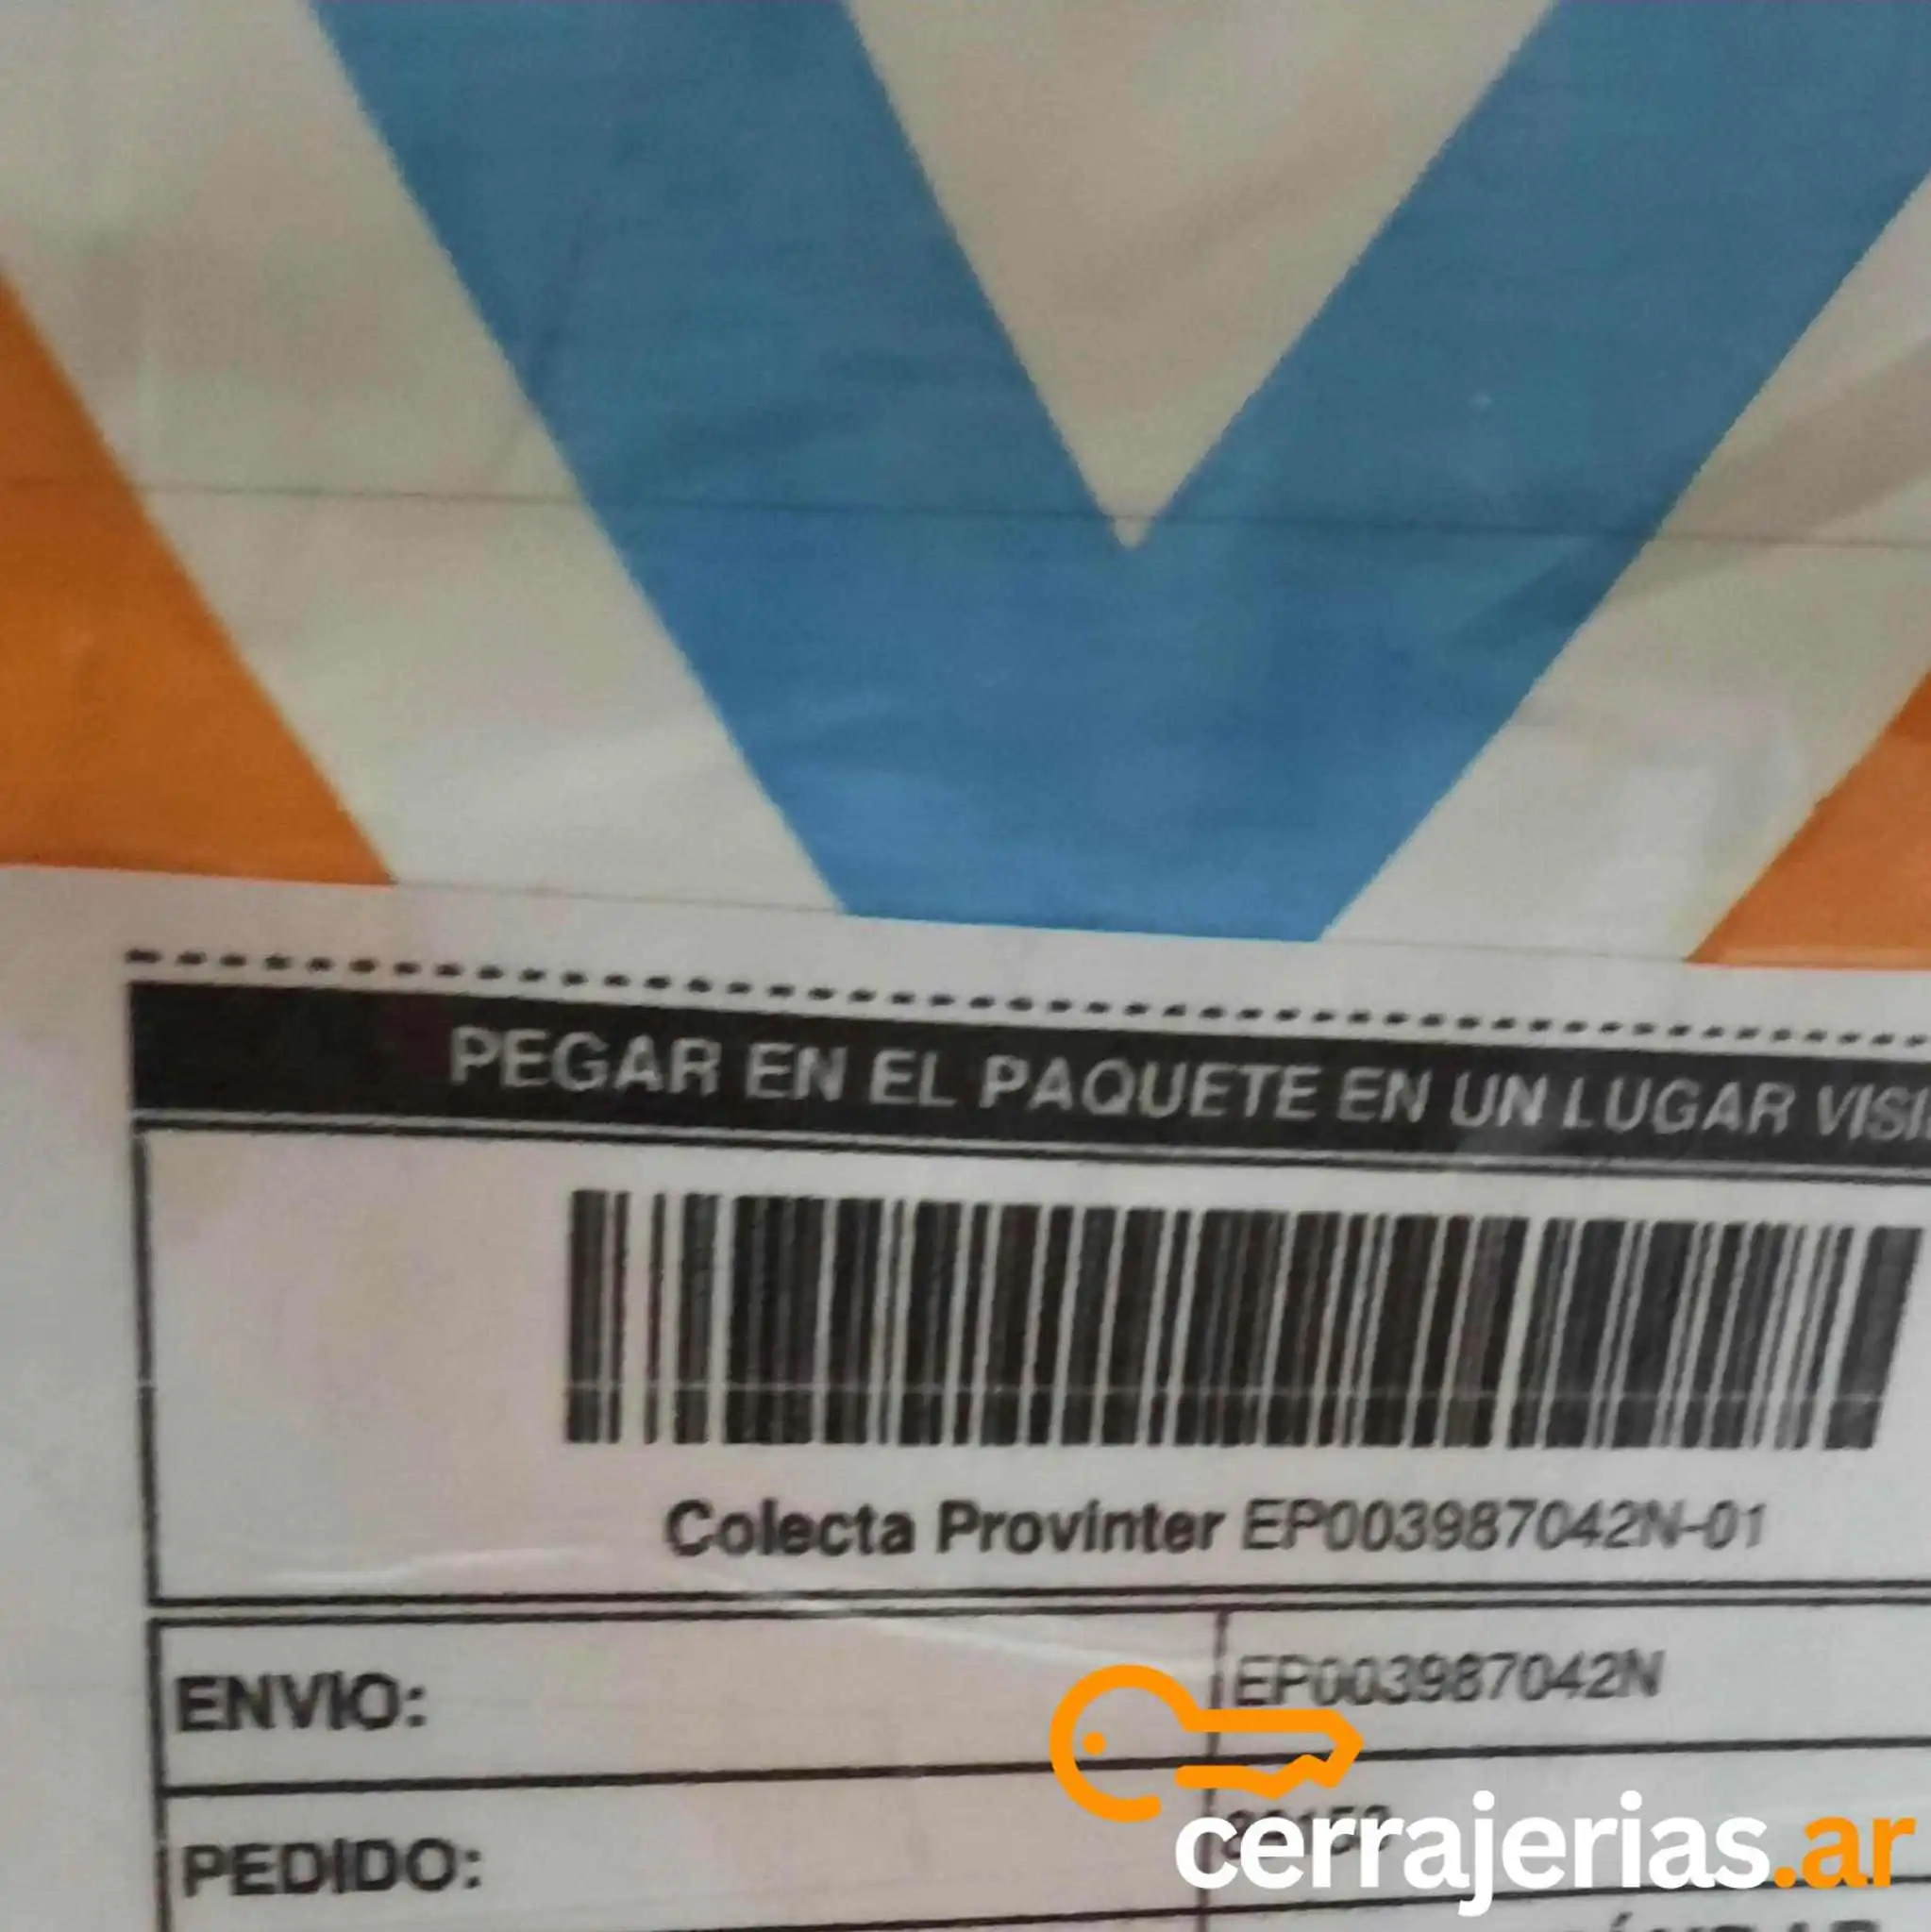 PEGAR EN EL PAQUETE EN UN LUGAR VISI
Colecta Provinter EP003987042N-01
ENVIO: EP003987042N
PEDIDO:
cerrajerias.ar